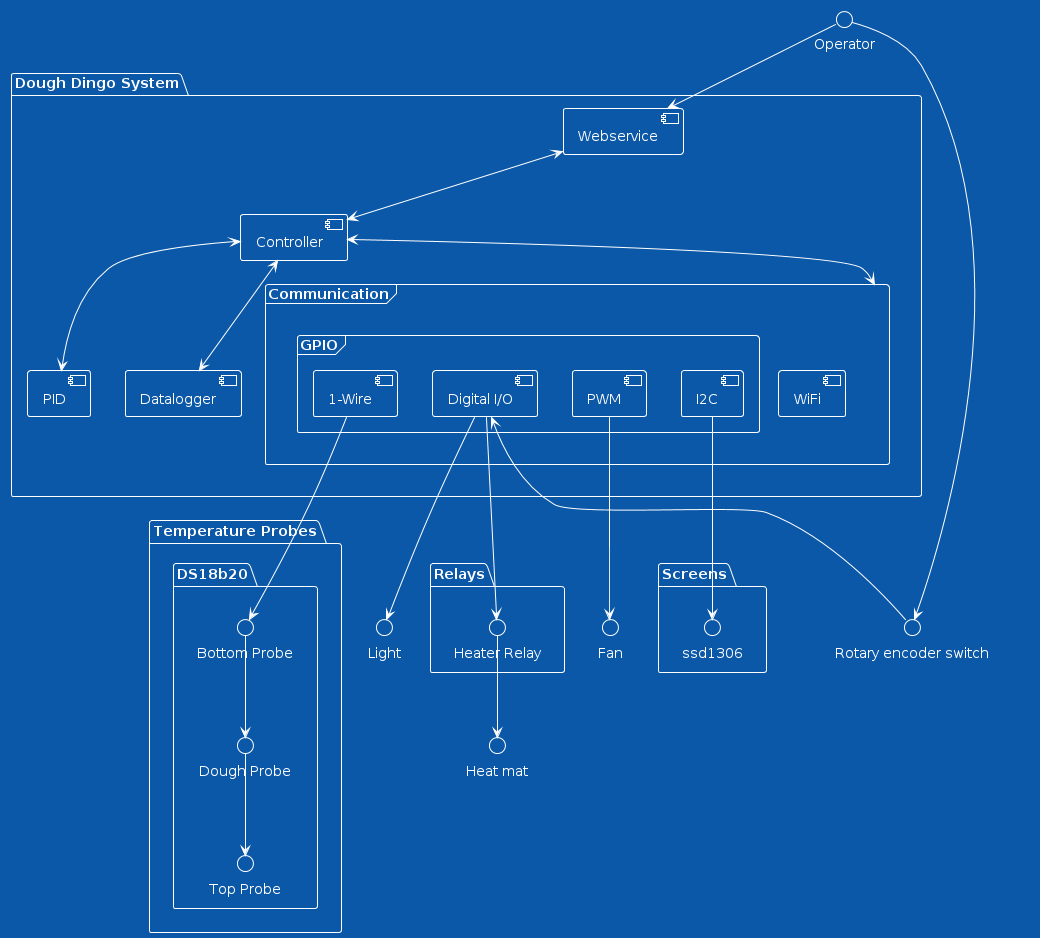 Operator
Dough Dingo System
Webservice
Controller
Communication
GPIO
PID
Datalogger
1-Wire
Digital I/O
PWM
I2C
WiFi
Temperature Probes
DS18b20
Relays
Screens
Bottom Probe
Light
Heater Relay
Fan
ssd1306
Rotary encoder switch
Dough Probe
Heat mat
Top Probe